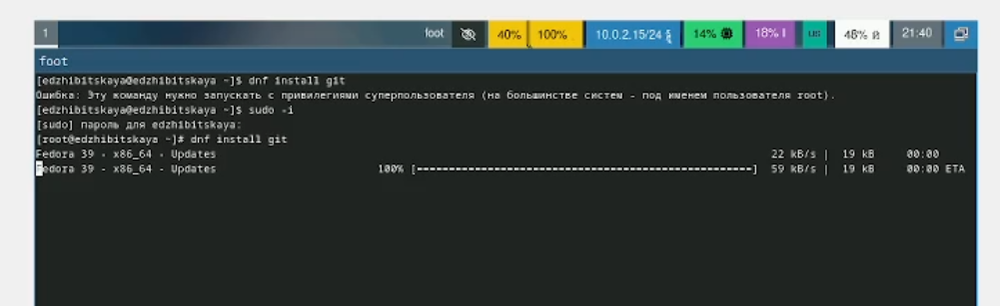 1 foot 40% 100% 10.0.2.15/24 14% 18% us 48% 21:40
foot
[edzhibitskaya@edzhibitskaya ~]$ dnf install git
Ошибка: Эту команду нужно запускать с привилегиями суперпользователя (на большинстве систем - под именем пользователя root).
[edzhibitskaya@edzhibitskaya ~]$ sudo -i
[sudo] пароль для edzhibitskaya:
[root@edzhibitskaya ~]# dnf install git
Fedora 39 - x86_64 - Updates 22 kB/s | 19 kB 00:00
Fedora 39 - x86_64 - Updates 100% [=====================================================] 59 kB/s | 19 kB 00:00 ETA